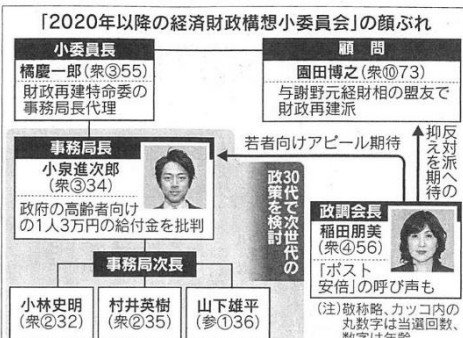 「2020年以降の経済財政構想小委員会」の顔ぶれ
小委員長
橘慶一郎(衆③55)
財政再建特命委の
事務局長代理
顧問
園田博之(衆⑩73)
与謝野元経財相の盟友で
財政再建派
事務局長
小泉進次郎
(衆③34)
政府の高齢者向け
の1人3万円の給付金を批判
若者向けアピール期待
反対派への
抑えを期待
30代で次世代の
政策を検討
政調会長
稲田朋美
(衆④56)
「ポスト
安倍」の呼び声も
事務局次長
小林史明
(衆②32)
村井英樹
(衆②35)
山下雄平
(参①36)
(注)敬称略、カッコ内の
丸数字は当選回数、
数字は年齢